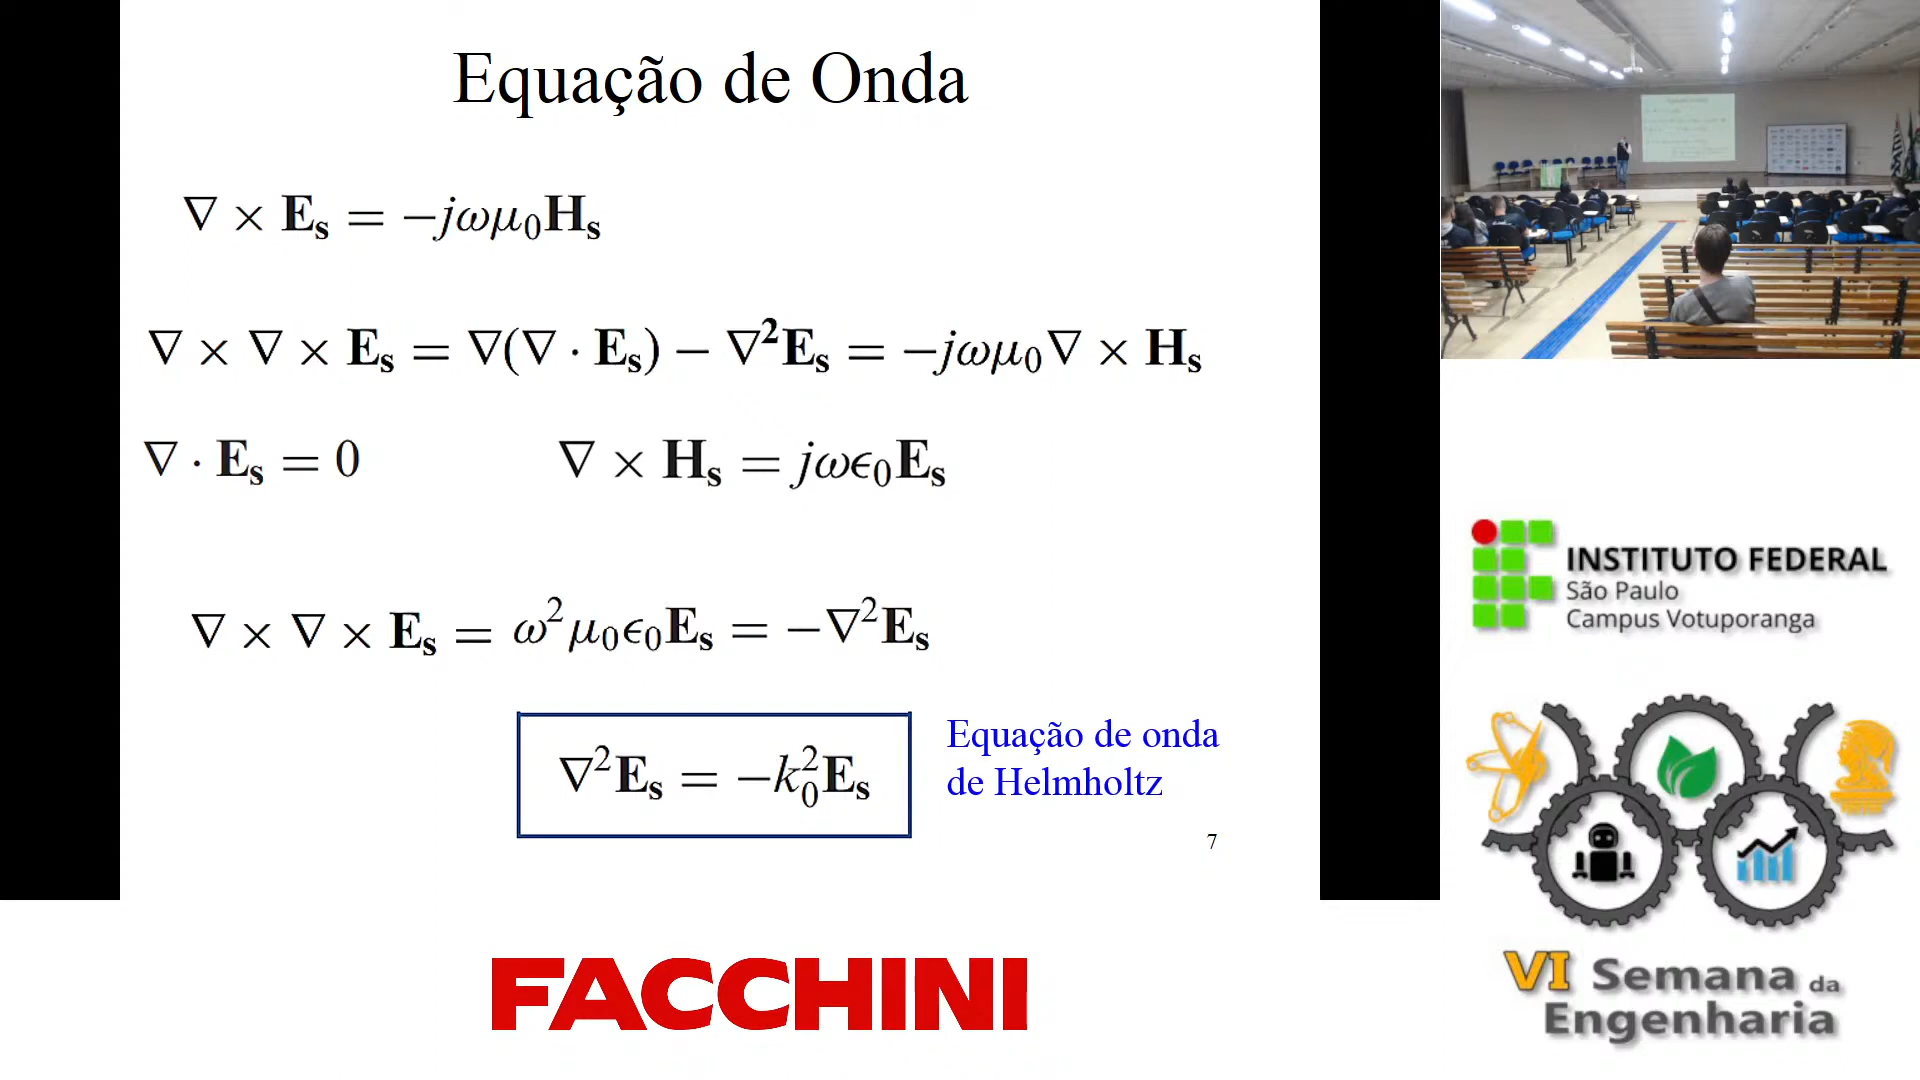 Equação de Onda
∇ × E_s = −jωμ₀H_s
∇ × ∇ × E_s = ∇(∇ · E_s) − ∇²E_s = −jωμ₀∇ × H_s
∇ · E_s = 0
∇ × H_s = jωϵ₀E_s
∇ × ∇ × E_s = ω²μ₀ϵ₀E_s = −∇²E_s
∇²E_s = −k₀²E_s
Equação de onda
de Helmholtz
7
INSTITUTO FEDERAL
São Paulo
Campus Votuporanga
VI Semana da
Engenharia
FACCHINI